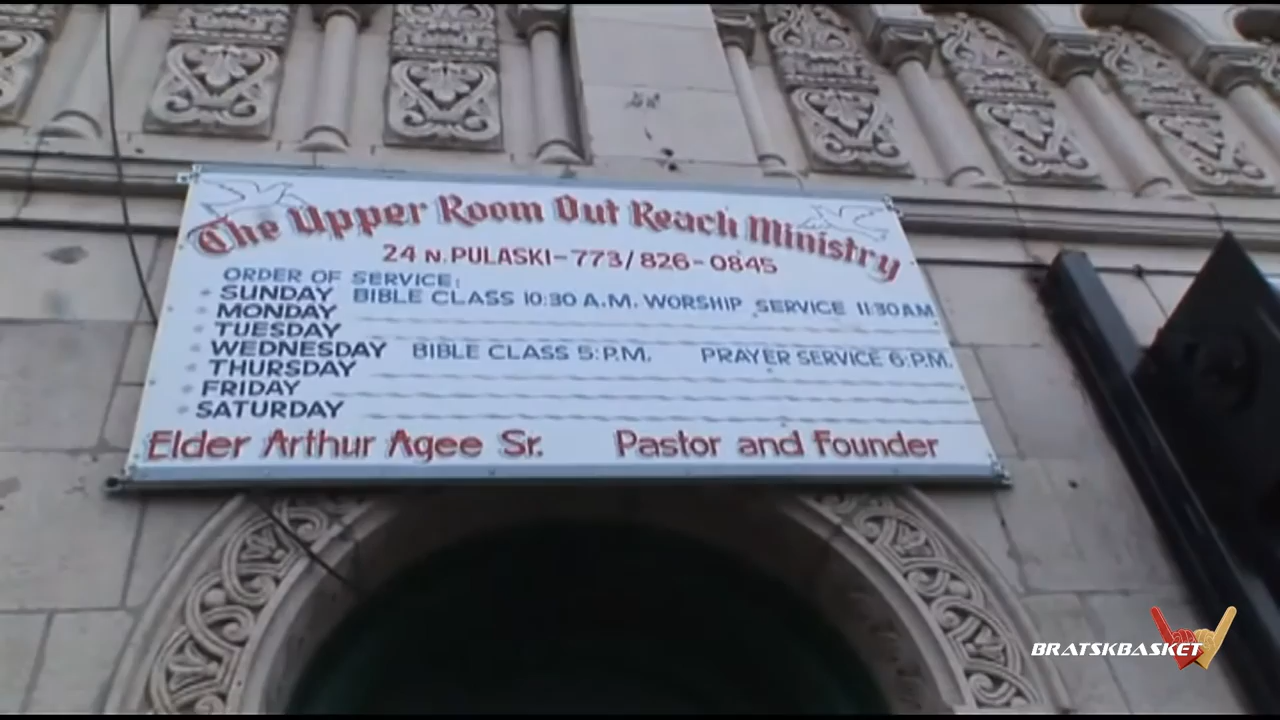 The Upper Room Out Reach Ministry
24 N. PULASKI-773/826-0845
ORDER OF SERVICE:
SUNDAY BIBLE CLASS 10:30 A.M. WORSHIP SERVICE 11:30AM
MONDAY
TUESDAY
WEDNESDAY BIBLE CLASS 5:P.M. PRAYER SERVICE 6:P.M.
THURSDAY
FRIDAY
SATURDAY
Elder Arthur Agee Sr. Pastor and Founder
BRATSKBASKET